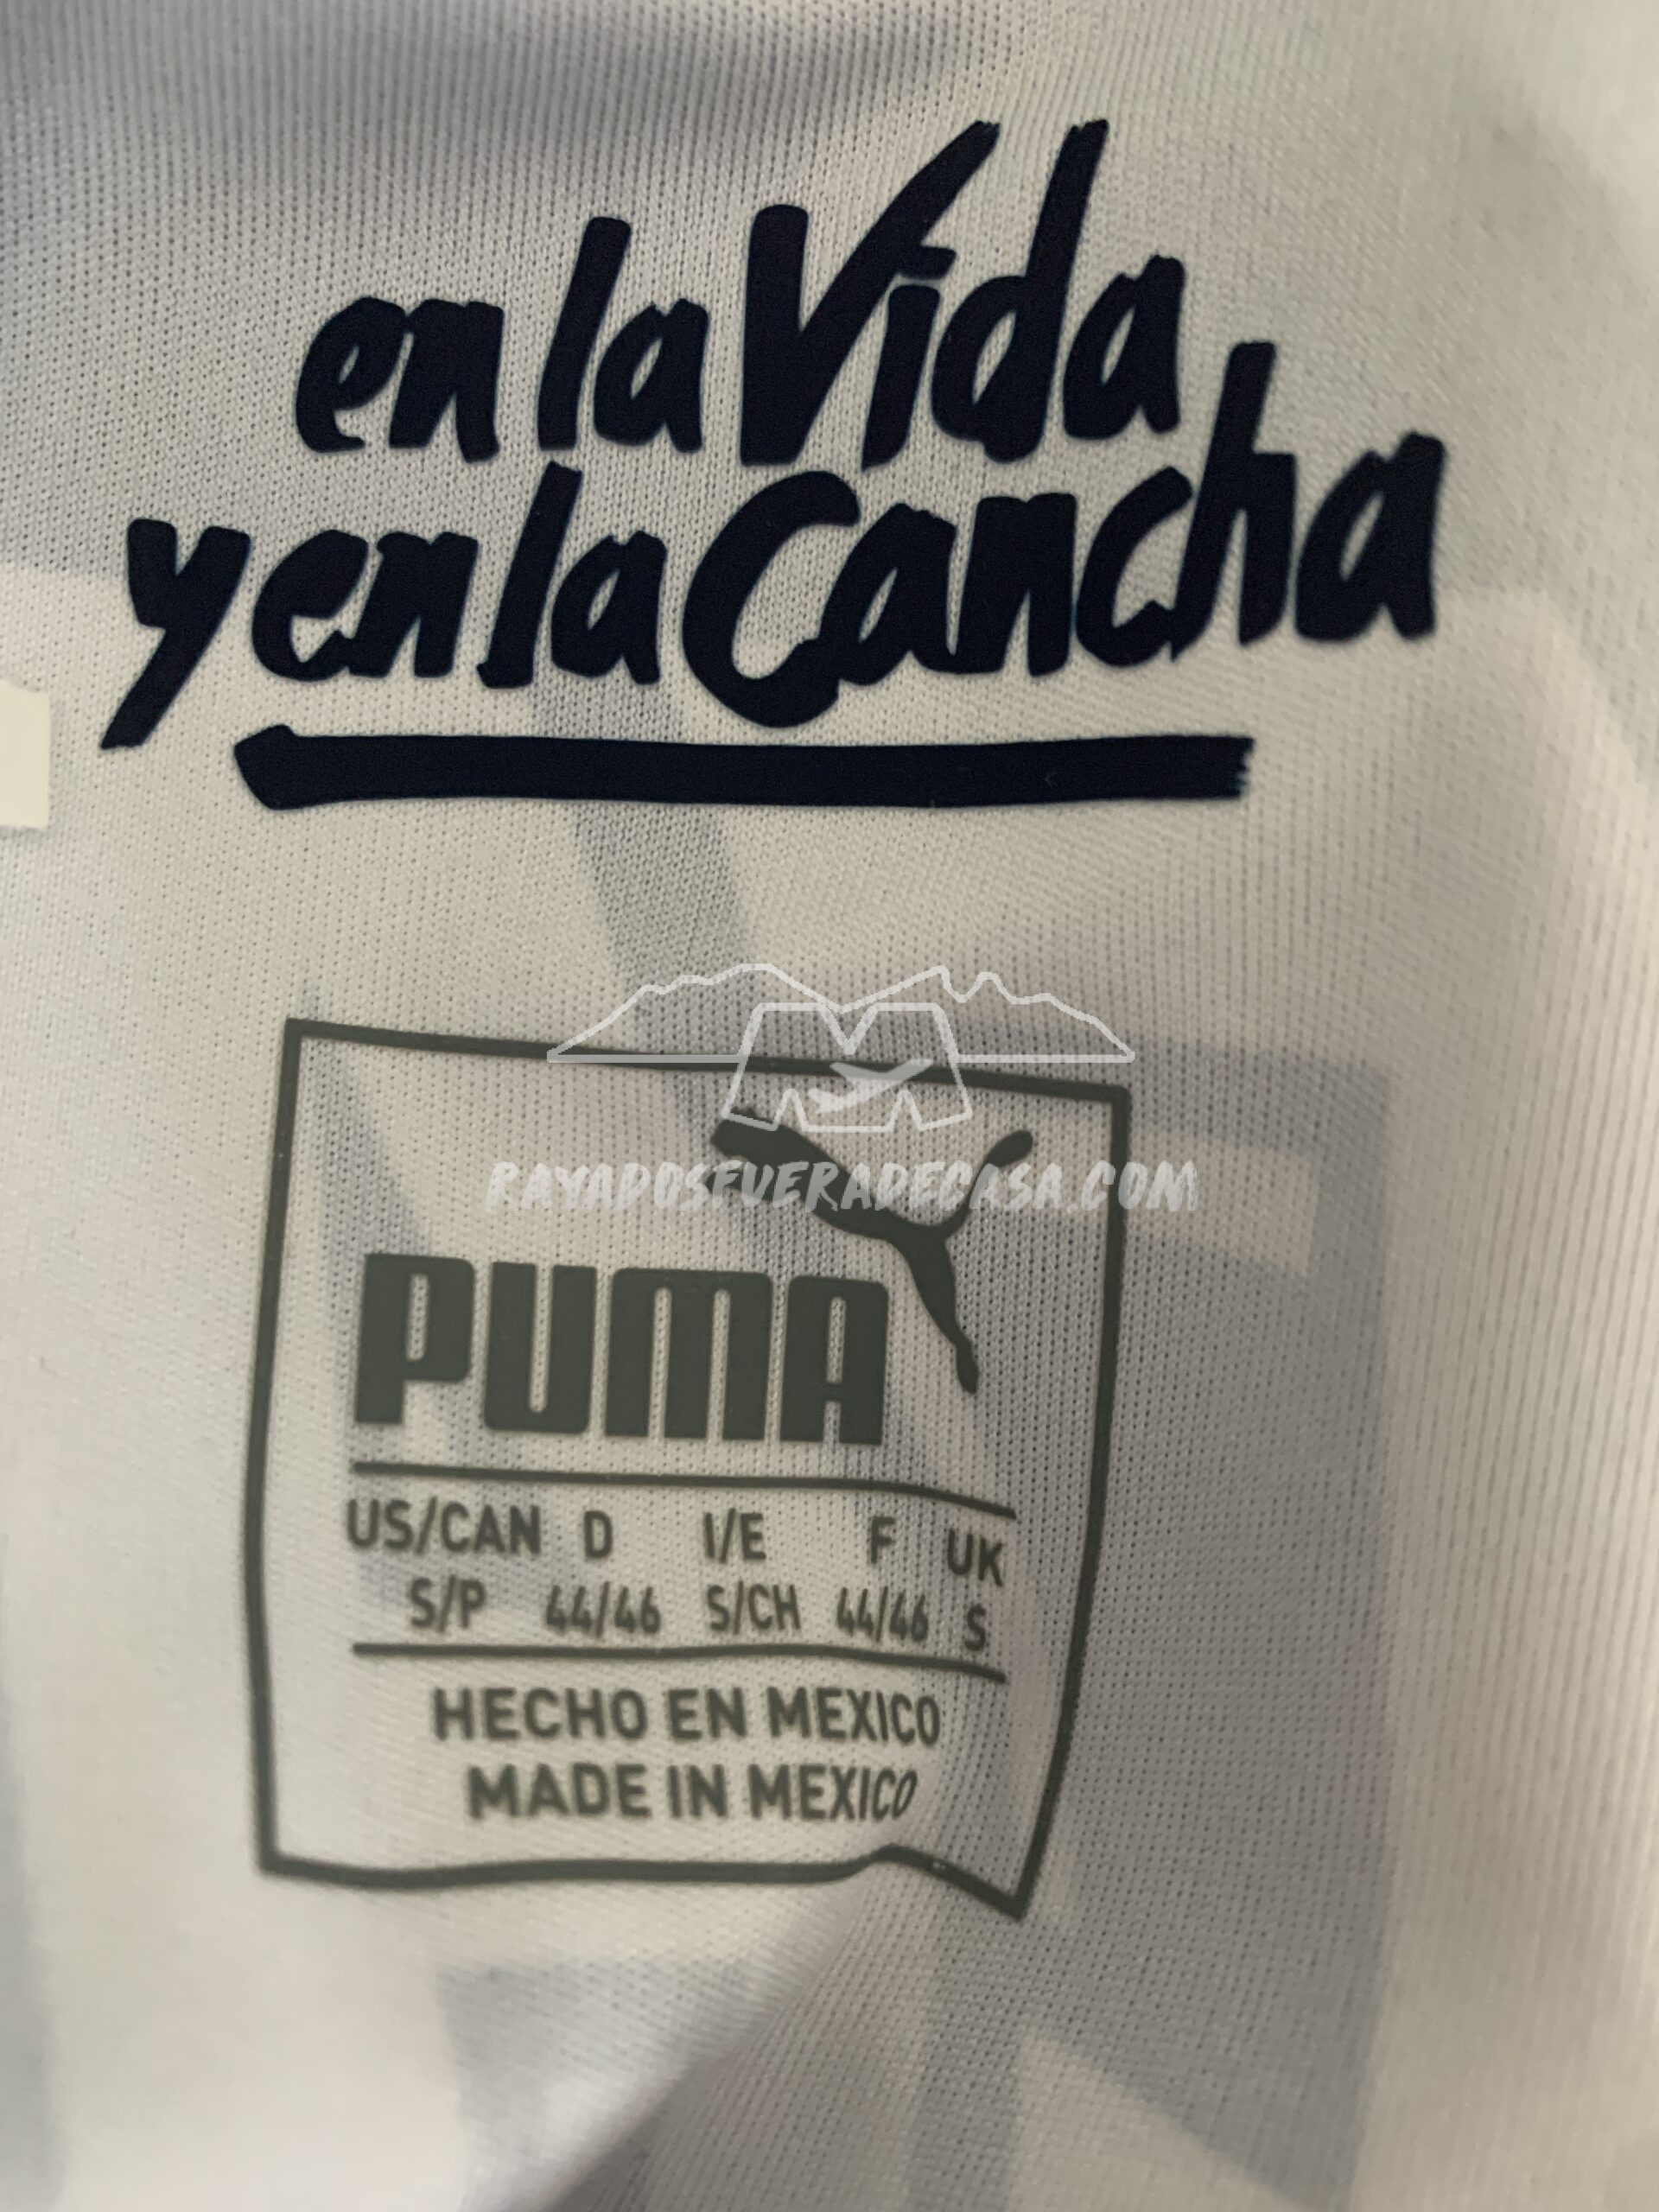 en la Vida
y en la Cancha
RAYADOSFUERADECASA.COM
PUMA
US/CAN D I/E F UK
S/P 44/46 S/CH 44/46 S
HECHO EN MEXICO
MADE IN MEXICO